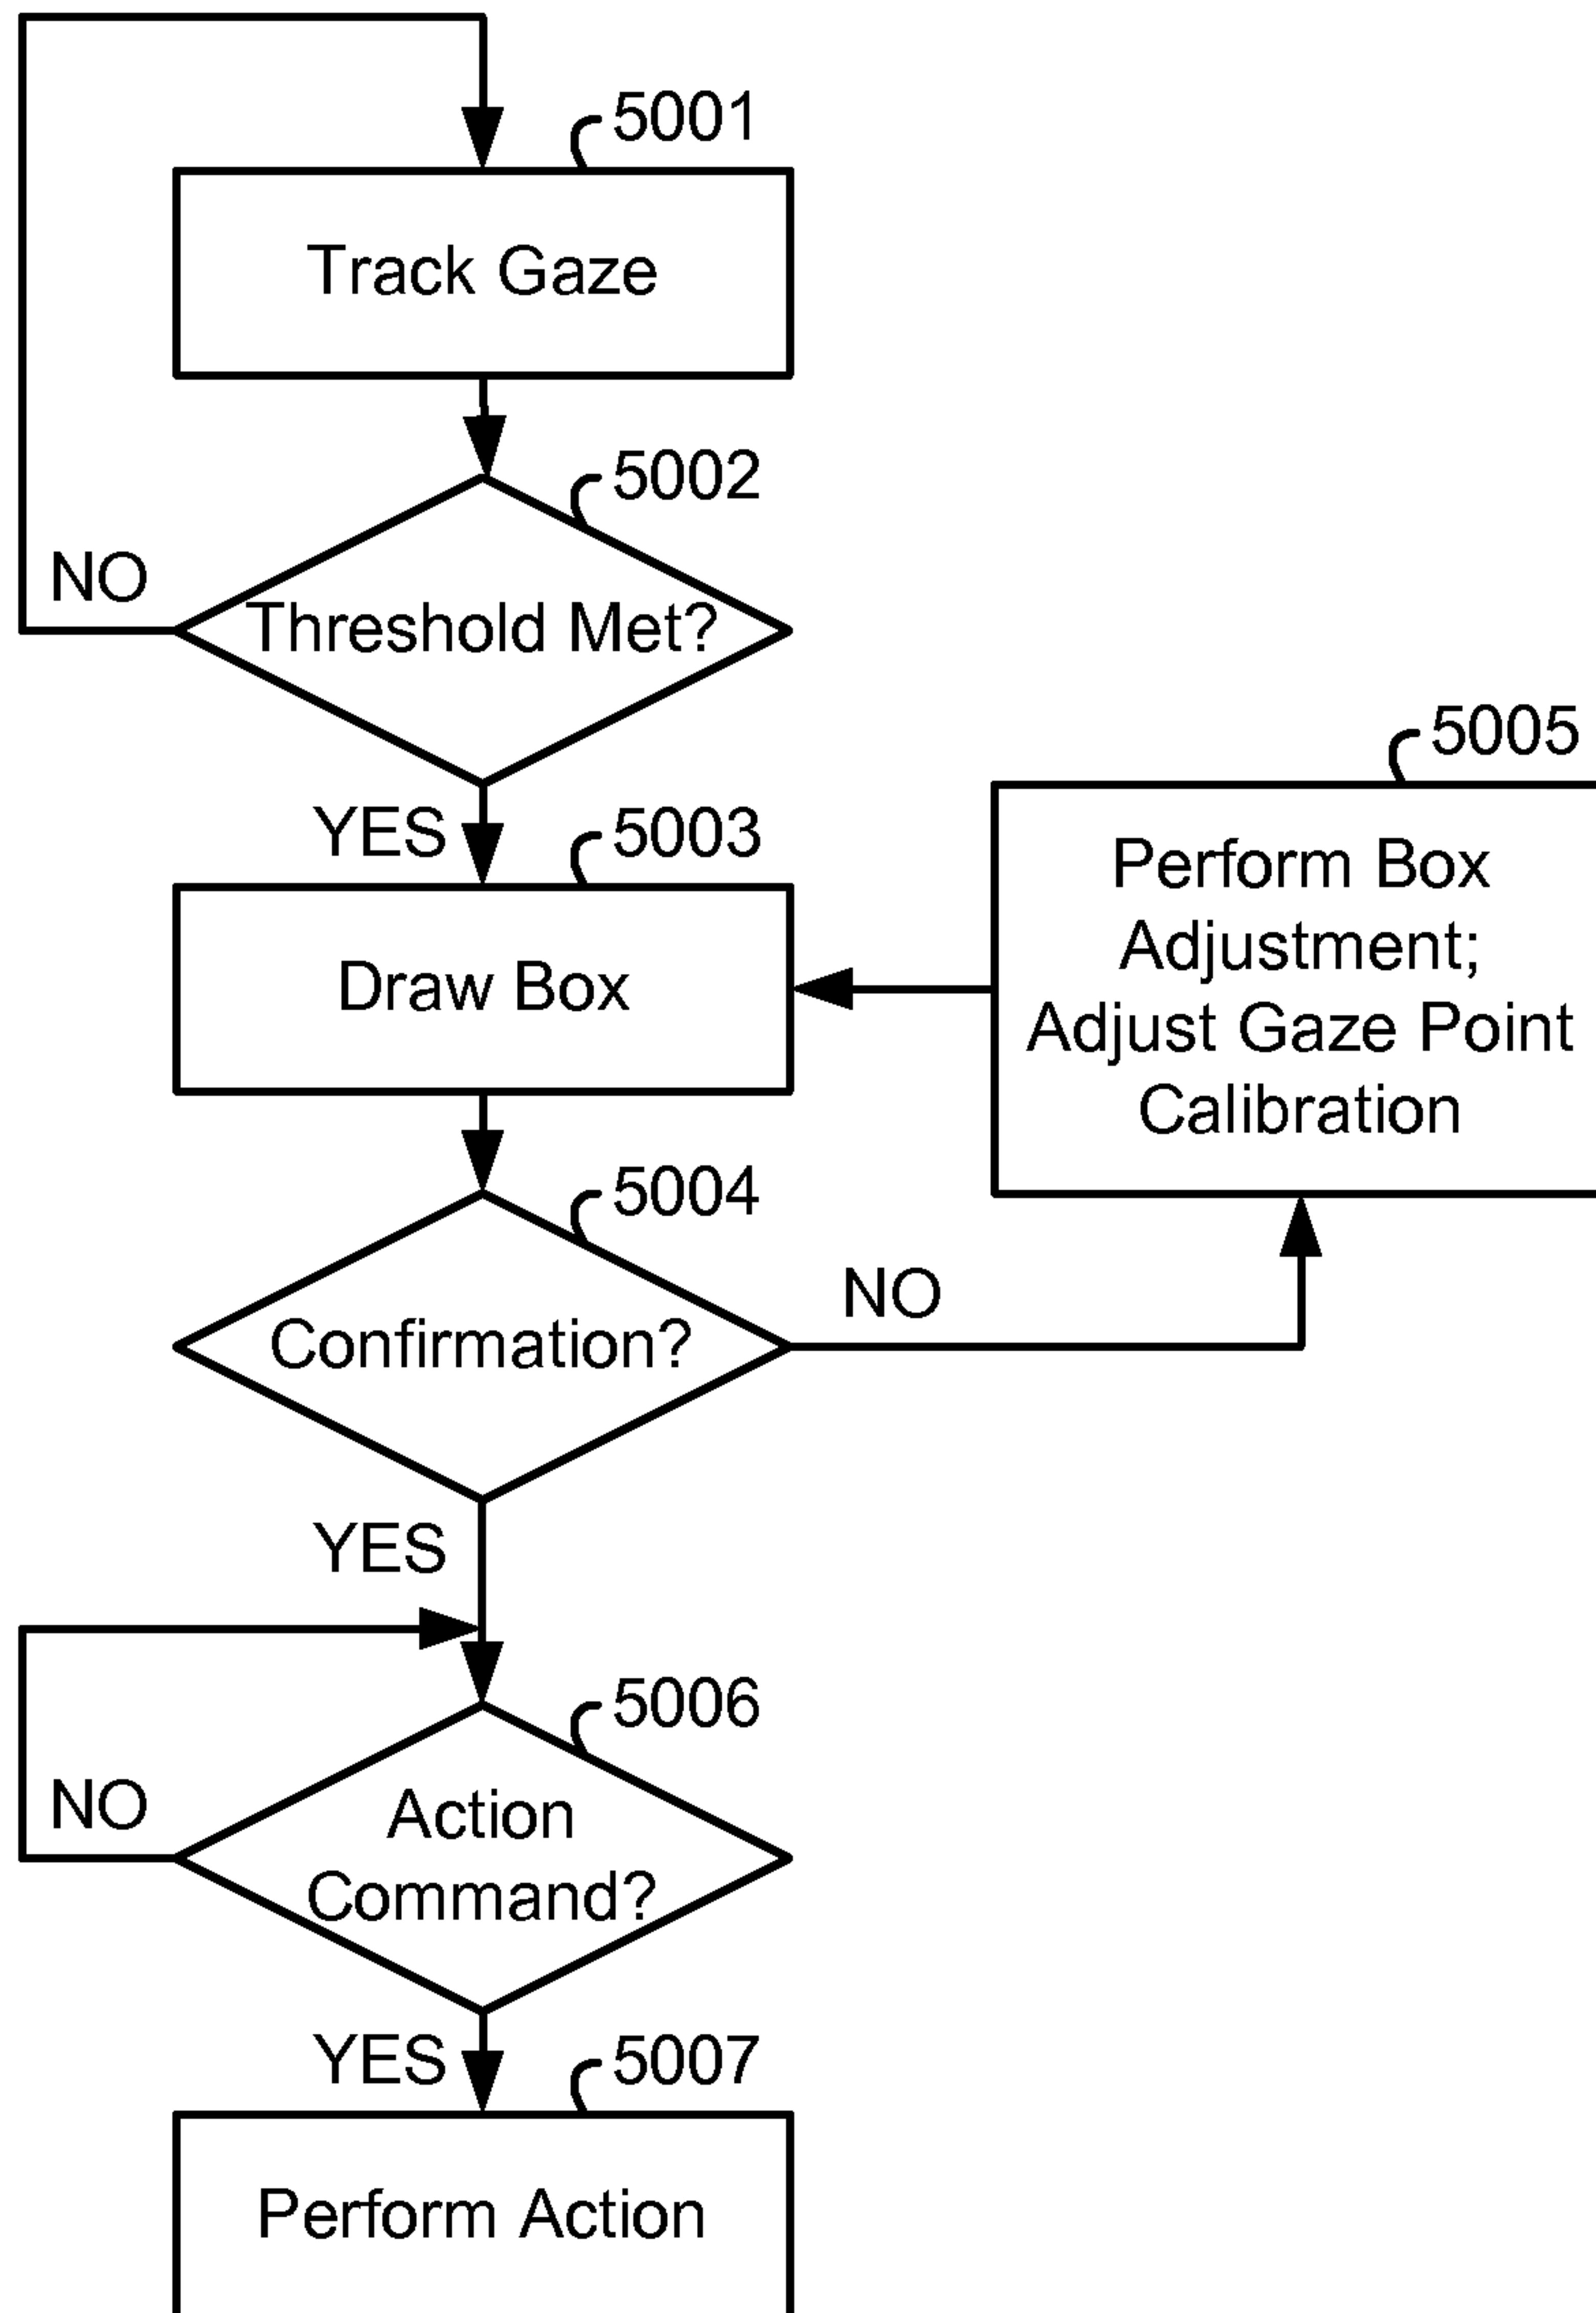 5001
Track Gaze
5002
NO
Threshold Met?
YES
5003
Draw Box
5005
Perform Box
Adjustment;
Adjust Gaze Point
Calibration
5004
Confirmation?
NO
YES
5006
NO
Action
Command?
YES
5007
Perform Action